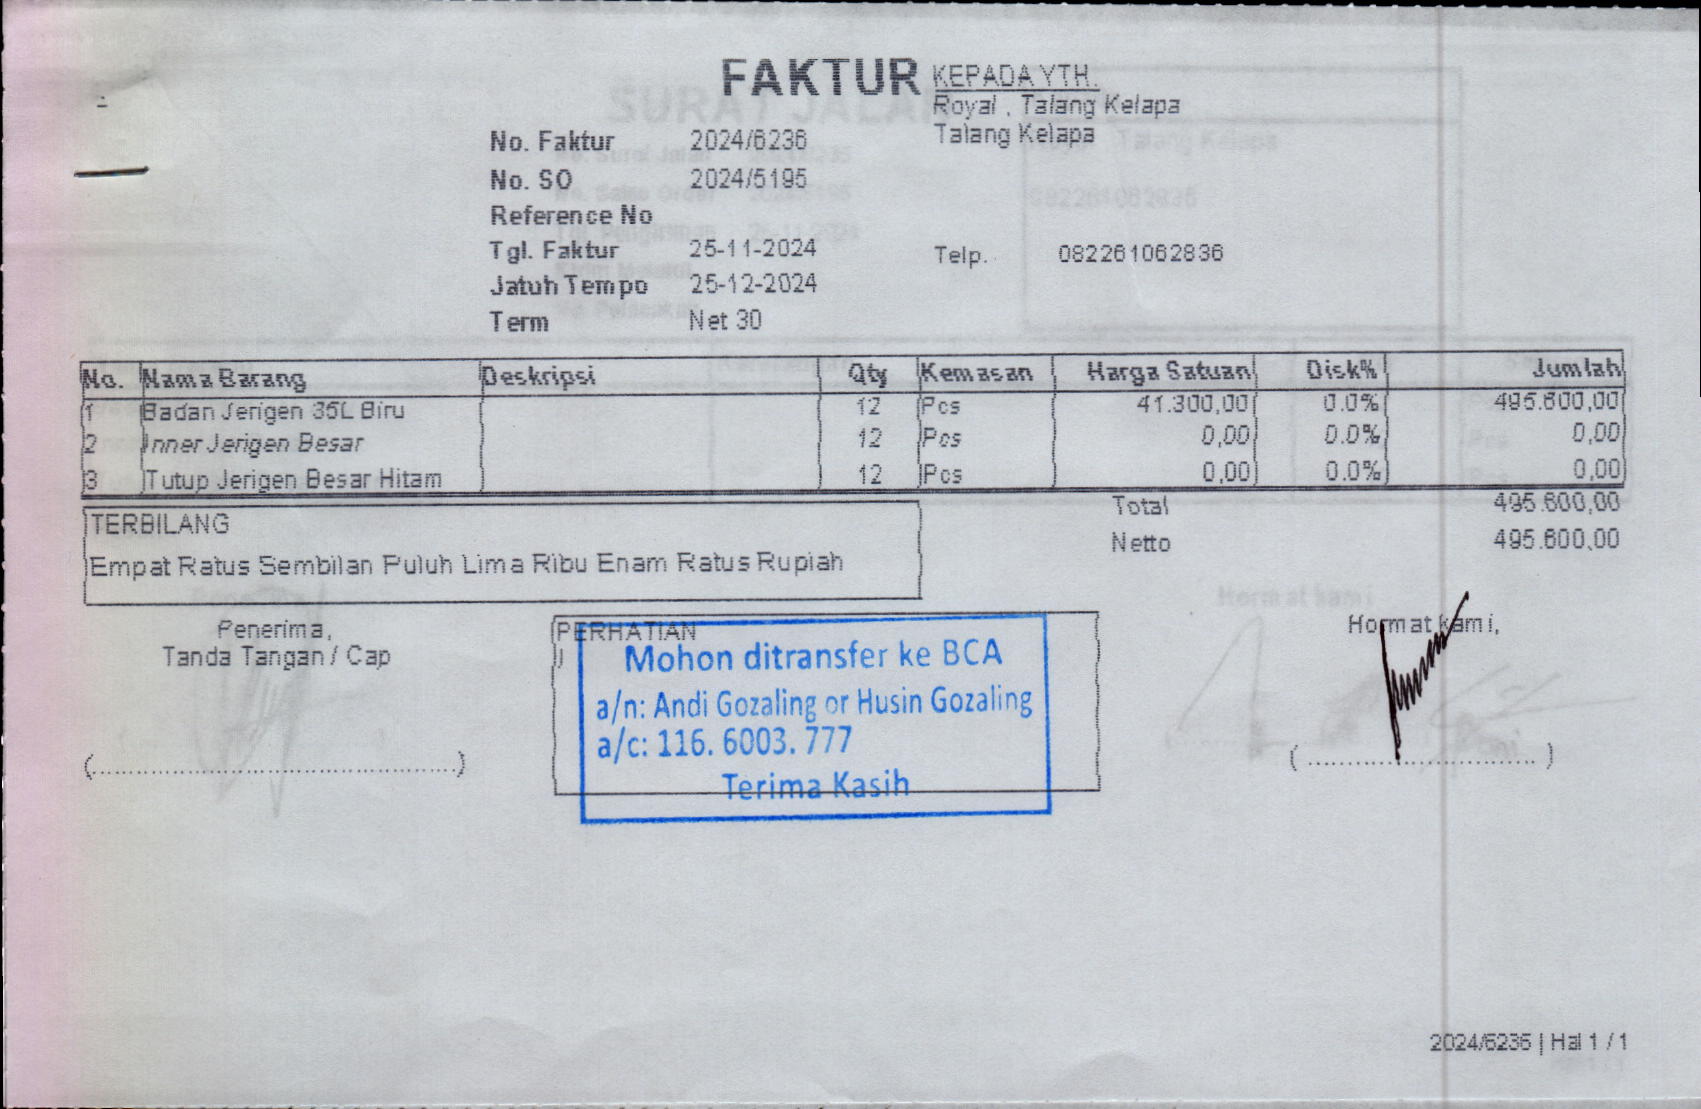 FAKTUR
KEPADA YTH.
Royal , Talang Kelapa
Talang Kelapa
No. Faktur 2024/6236
No. SO 2024/5195
Reference No
Tgl. Faktur 25-11-2024
Telp. 082261062836
Jatuh Tempo 25-12-2024
Term Net 30
No. Nama Barang Deskripsi Qty Kemasan Harga Satuan Disk% Jumlah
1 Badan Jerigen 35L Biru 12 Pcs 41.300,00 0.0% 495.600,00
2 Inner Jerigen Besar 12 Pcs 0,00 0.0% 0,00
3 Tutup Jerigen Besar Hitam 12 Pcs 0,00 0.0% 0,00
Total 495.600,00
Netto 495.600,00
TERBILANG
Empat Ratus Sembilan Puluh Lima Ribu Enam Ratus Rupiah
Penerima,
Tanda Tangan / Cap
(..........................................)
PERHATIAN
Mohon ditransfer ke BCA
a/n: Andi Gozaling or Husin Gozaling
a/c: 116. 6003. 777
Terima Kasih
Hormat kami,
( .............................. )
2024/6236 | Hal 1 / 1